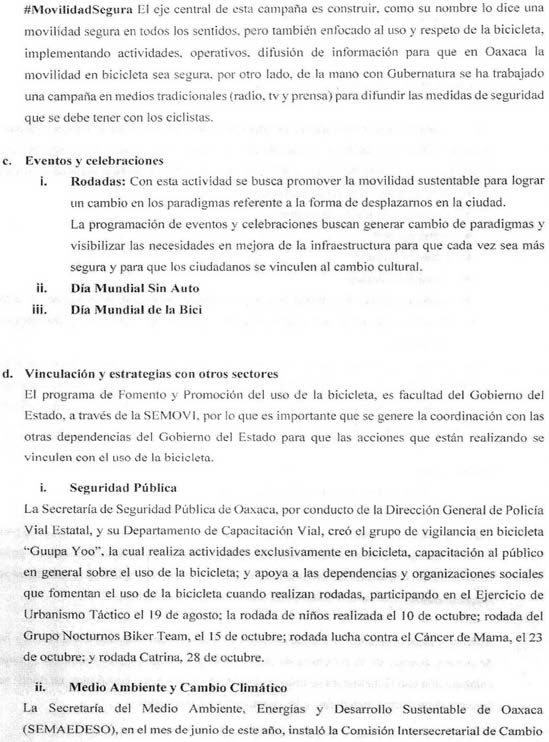 #MovilidadSegura El eje central de esta campaña es construir, como su nombre lo dice una
movilidad segura en todos los sentidos, pero también enfocado al uso y respeto de la bicicleta,
implementando actividades, operativos, difusión de información para que en Oaxaca la
movilidad en bicicleta sea segura, por otro lado, de la mano con Gubernatura se ha trabajado
una campaña en medios tradicionales (radio, tv y prensa) para difundir las medidas de seguridad
que se debe tener con los ciclistas.
c. Eventos y celebraciones
i. Rodadas: Con esta actividad se busca promover la movilidad sustentable para lograr
un cambio en los paradigmas referente a la forma de desplazarnos en la ciudad.
La programación de eventos y celebraciones buscan generar cambio de paradigmas y
visibilizar las necesidades en mejora de la infraestructura para que cada vez sea más
segura y para que los ciudadanos se vinculen al cambio cultural.
ii. Día Mundial Sin Auto
iii. Día Mundial de la Bici
d. Vinculación y estrategias con otros sectores
El programa de Fomento y Promoción del uso de la bicicleta, es facultad del Gobierno del
Estado, a través de la SEMOVI, por lo que es importante que se genere la coordinación con las
otras dependencias del Gobierno del Estado para que las acciones que están realizando se
vinculen con el uso de la bicicleta.
i. Seguridad Pública
La Secretaría de Seguridad Pública de Oaxaca, por conducto de la Dirección General de Policía
Vial Estatal, y su Departamento de Capacitación Vial, creó el grupo de vigilancia en bicicleta
“Guupa Yoo”, la cual realiza actividades exclusivamente en bicicleta, capacitación al público
en general sobre el uso de la bicicleta; y apoya a las dependencias y organizaciones sociales
que fomentan el uso de la bicicleta cuando realizan rodadas, participando en el Ejercicio de
Urbanismo Táctico el 19 de agosto; la rodada de niños realizada el 10 de octubre; rodada del
Grupo Nocturnos Biker Team, el 15 de octubre; rodada lucha contra el Cáncer de Mama, el 23
de octubre; y rodada Catrina, 28 de octubre.
ii. Medio Ambiente y Cambio Climático
La Secretaría del Medio Ambiente, Energías y Desarrollo Sustentable de Oaxaca
(SEMAEDESO), en el mes de junio de este año, instaló la Comisión Intersecretarial de Cambio